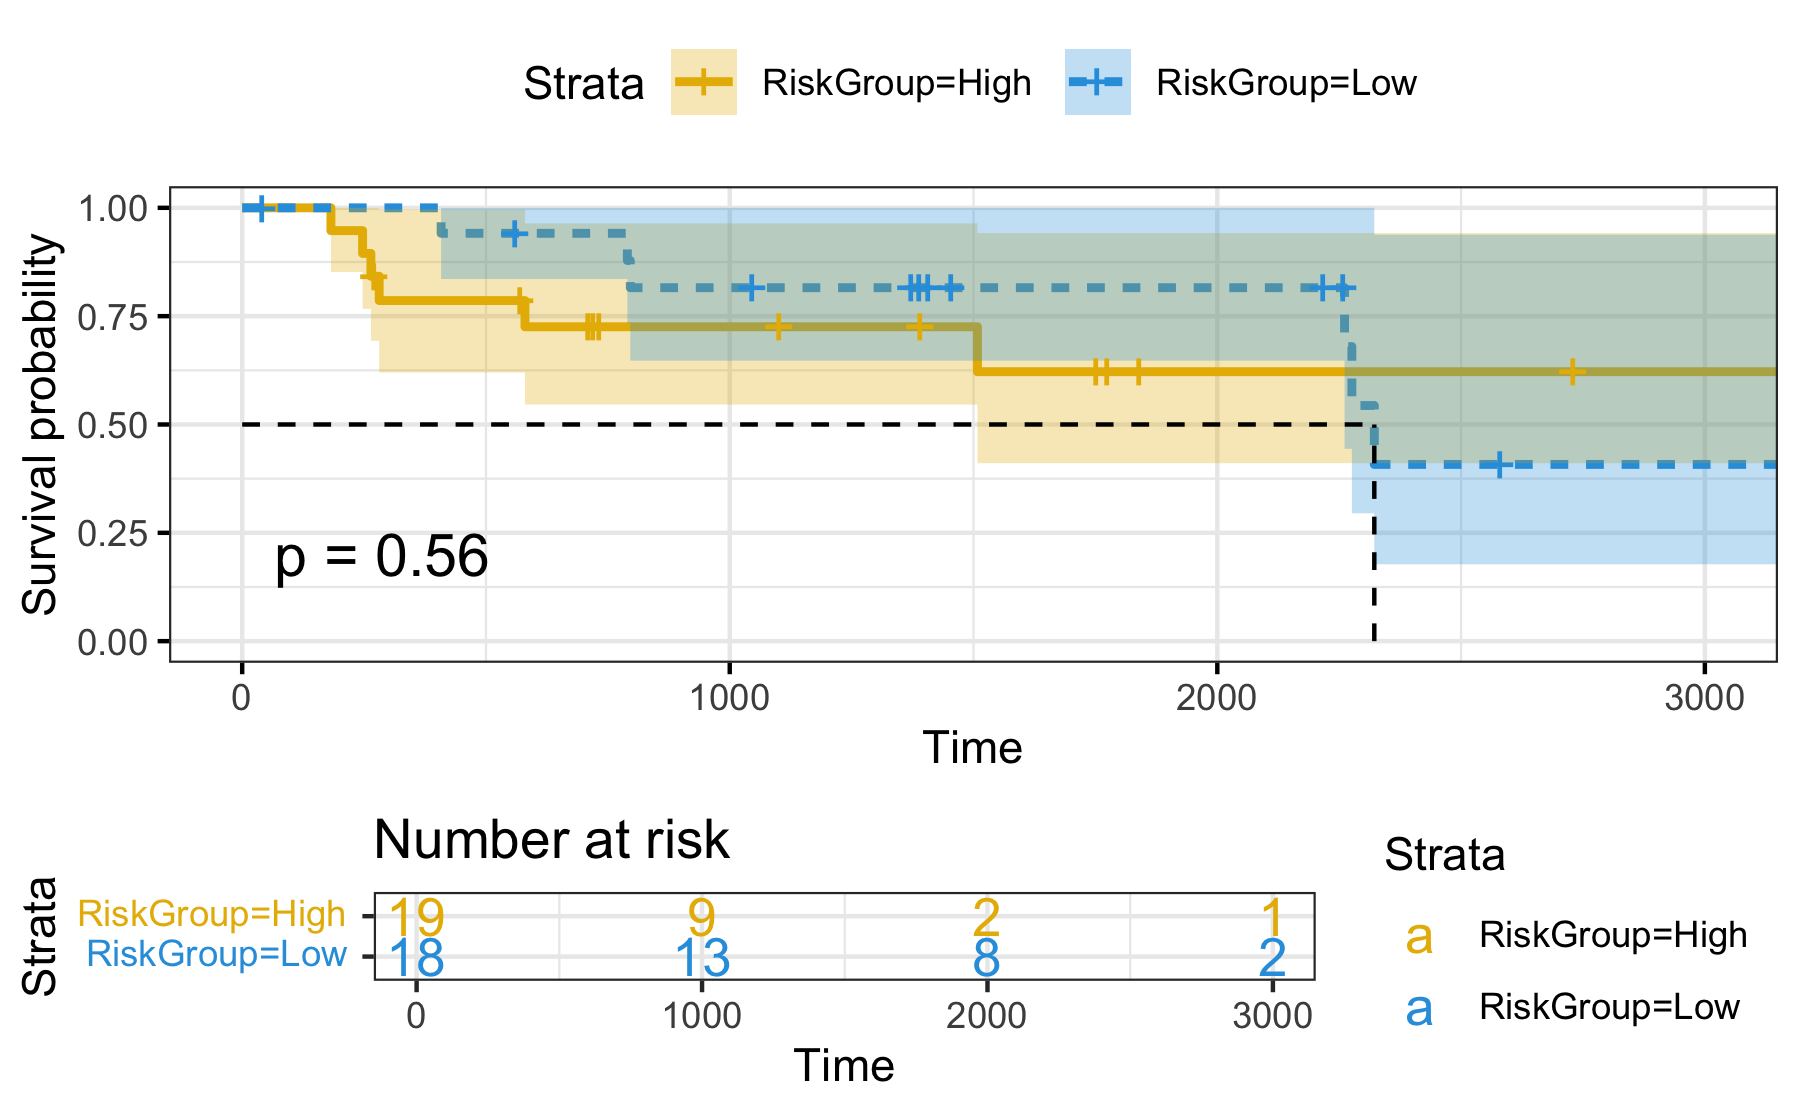 Strata RiskGroup=High RiskGroup=Low
Survival probability
1.00
0.75
0.50
0.25
0.00
p = 0.56
0 1000 2000 3000
Time
Number at risk
Strata
RiskGroup=High 19 9 2 1
RiskGroup=Low 18 13 8 2
0 1000 2000 3000
Time
Strata
a RiskGroup=High
a RiskGroup=Low